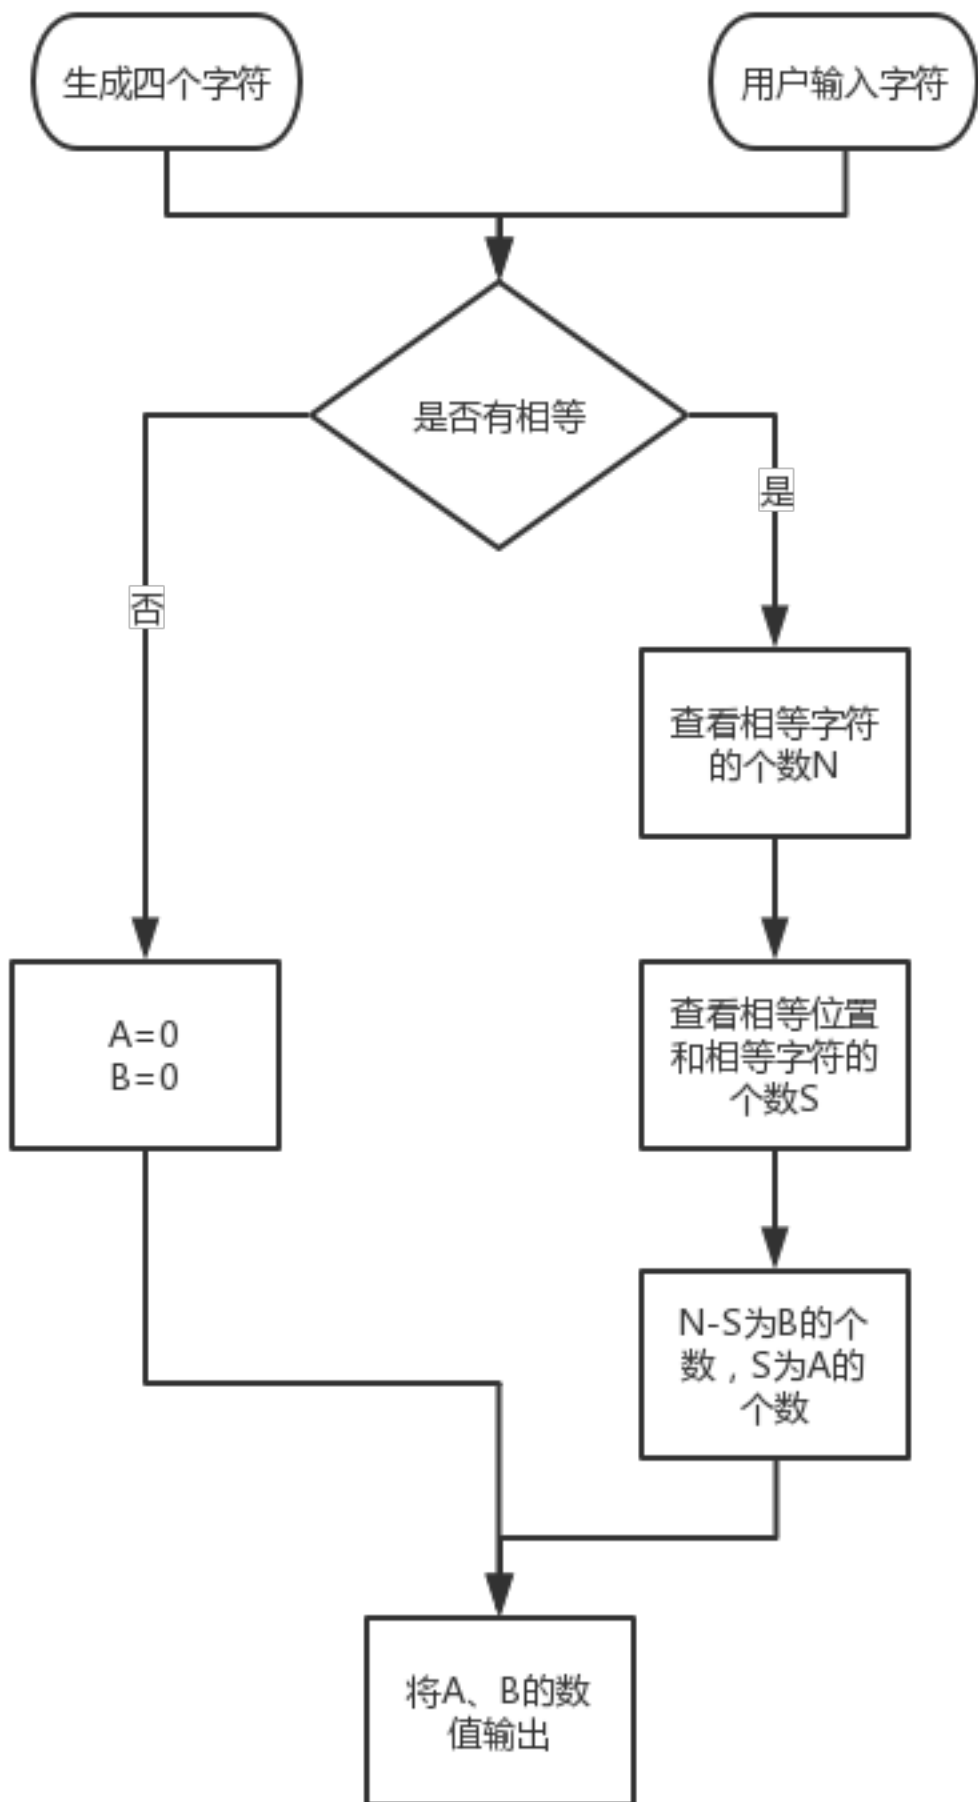 生成四个字符
用户输入字符
是否有相等
是
否
查看相等字符
的个数N
A=0
B=0
查看相等位置
和相等字符的
个数S
N-S为B的个
数，S为A的
个数
将A、B的数
值输出